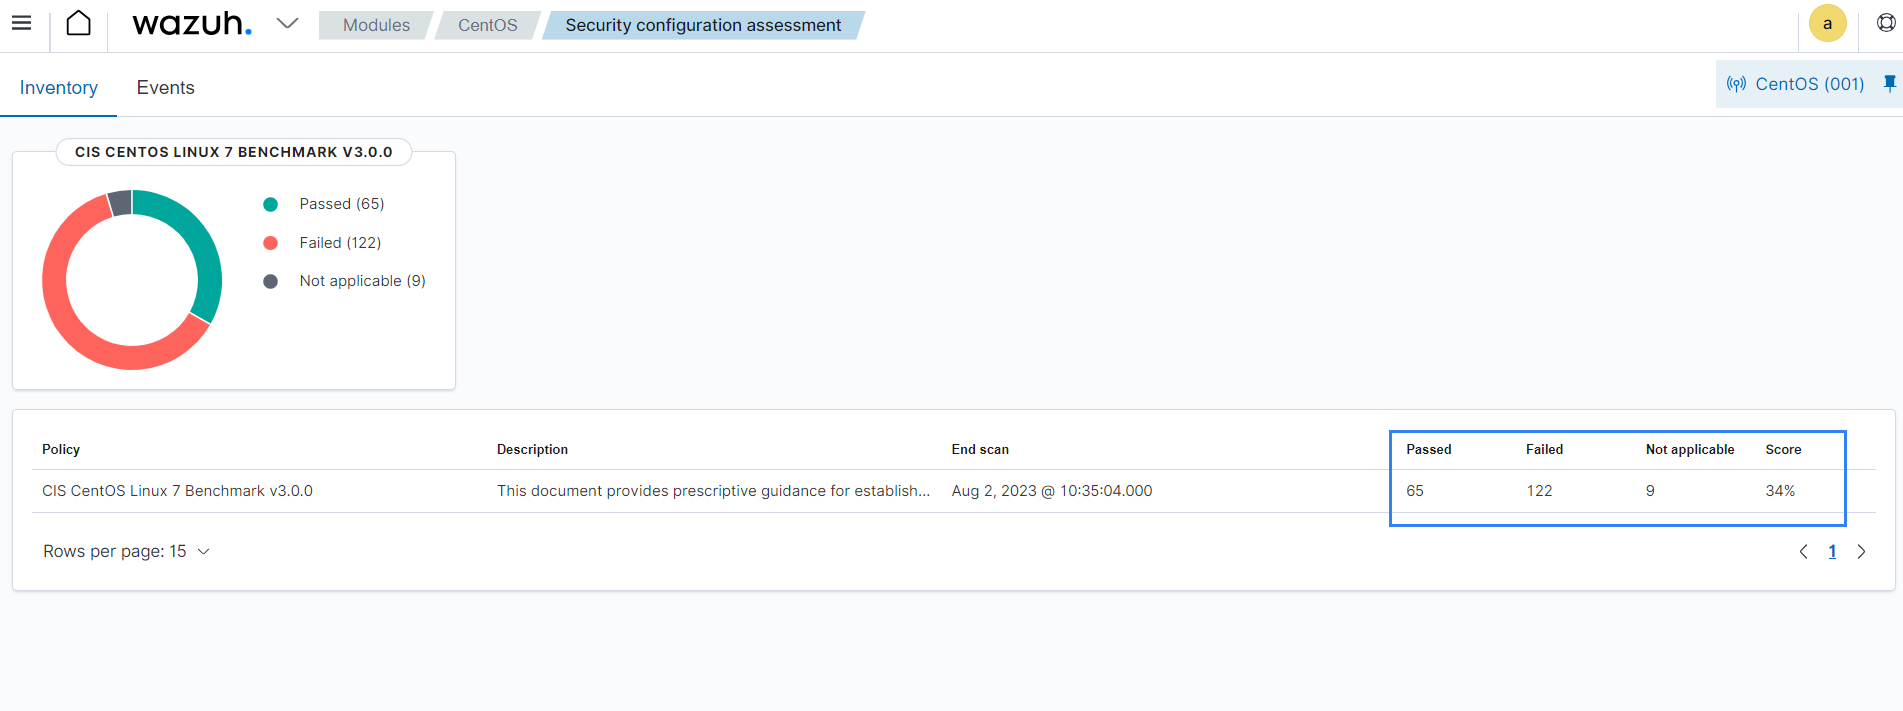 wazuh. Modules CentOS Security configuration assessment a
Inventory Events CentOS (001)
CIS CENTOS LINUX 7 BENCHMARK V3.0.0
Passed (65)
Failed (122)
Not applicable (9)
Policy Description End scan Passed Failed Not applicable Score
CIS CentOS Linux 7 Benchmark v3.0.0 This document provides prescriptive guidance for establish... Aug 2, 2023 @ 10:35:04.000 65 122 9 34%
Rows per page: 15 1